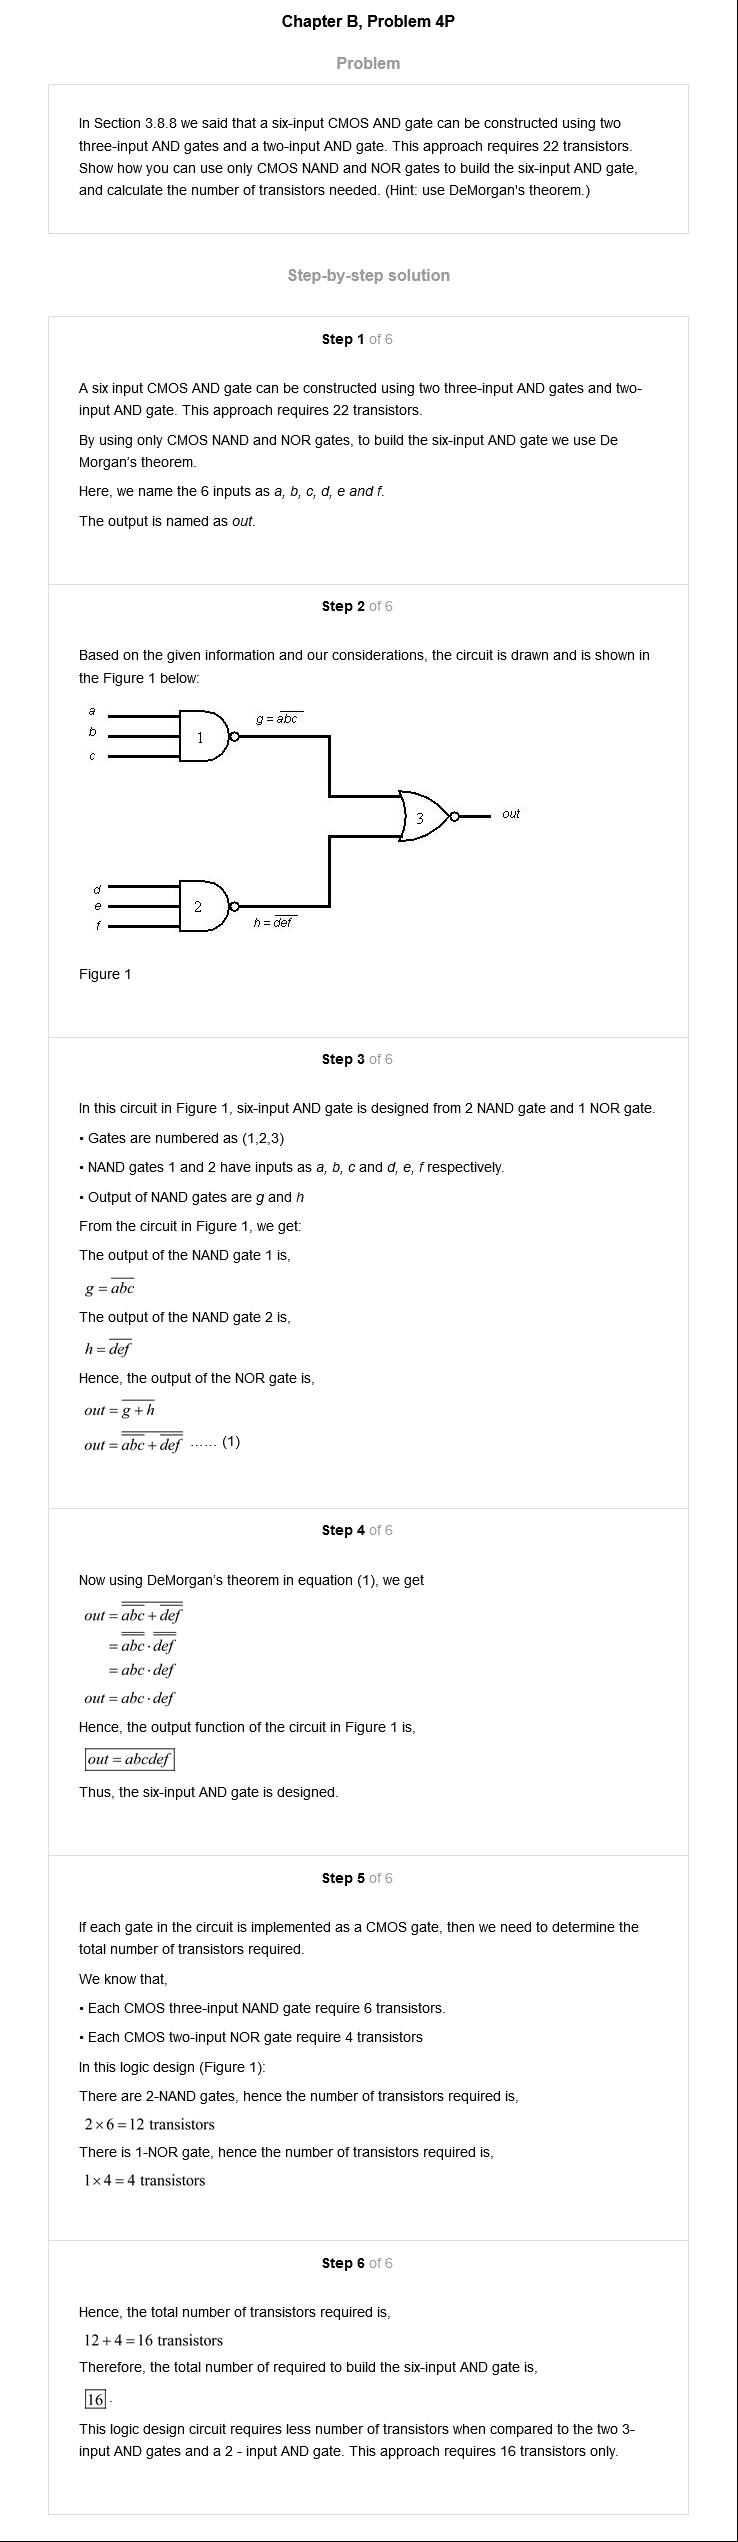 Chapter B, Problem 4P
Problem
In Section 3.8.8 we said that a six-input CMOS AND gate can be constructed using two
three-input AND gates and a two-input AND gate. This approach requires 22 transistors.
Show how you can use only CMOS NAND and NOR gates to build the six-input AND gate,
and calculate the number of transistors needed. (Hint: use DeMorgan's theorem.)
Step-by-step solution
Step 1 of 6
A six input CMOS AND gate can be constructed using two three-input AND gates and two-
input AND gate. This approach requires 22 transistors.
By using only CMOS NAND and NOR gates, to build the six-input AND gate we use De
Morgan's theorem.
Here, we name the 6 inputs as a, b, c, d, e and f.
The output is named as out.
Step 2 of 6
Based on the given information and our considerations, the circuit is drawn and is shown in
the Figure 1 below:
a
b
c
1
g = \overline{abc}
3
out
d
e
f
2
h = \overline{def}
Figure 1
Step 3 of 6
In this circuit in Figure 1, six-input AND gate is designed from 2 NAND gate and 1 NOR gate.
• Gates are numbered as (1,2,3)
• NAND gates 1 and 2 have inputs as a, b, c and d, e, f respectively.
• Output of NAND gates are g and h
From the circuit in Figure 1, we get:
The output of the NAND gate 1 is,
g = \overline{abc}
The output of the NAND gate 2 is,
h = \overline{def}
Hence, the output of the NOR gate is,
out = \overline{g + h}
out = \overline{\overline{abc} + \overline{def}} ...... (1)
Step 4 of 6
Now using DeMorgan's theorem in equation (1), we get
out = \overline{\overline{abc} + \overline{def}}
= \overline{\overline{abc}} · \overline{\overline{def}}
= abc · def
out = abc · def
Hence, the output function of the circuit in Figure 1 is,
out = abcdef
Thus, the six-input AND gate is designed.
Step 5 of 6
If each gate in the circuit is implemented as a CMOS gate, then we need to determine the
total number of transistors required.
We know that,
• Each CMOS three-input NAND gate require 6 transistors.
• Each CMOS two-input NOR gate require 4 transistors
In this logic design (Figure 1):
There are 2-NAND gates, hence the number of transistors required is,
2 × 6 = 12 transistors
There is 1-NOR gate, hence the number of transistors required is,
1 × 4 = 4 transistors
Step 6 of 6
Hence, the total number of transistors required is,
12 + 4 = 16 transistors
Therefore, the total number of required to build the six-input AND gate is,
16.
This logic design circuit requires less number of transistors when compared to the two 3-
input AND gates and a 2 - input AND gate. This approach requires 16 transistors only.